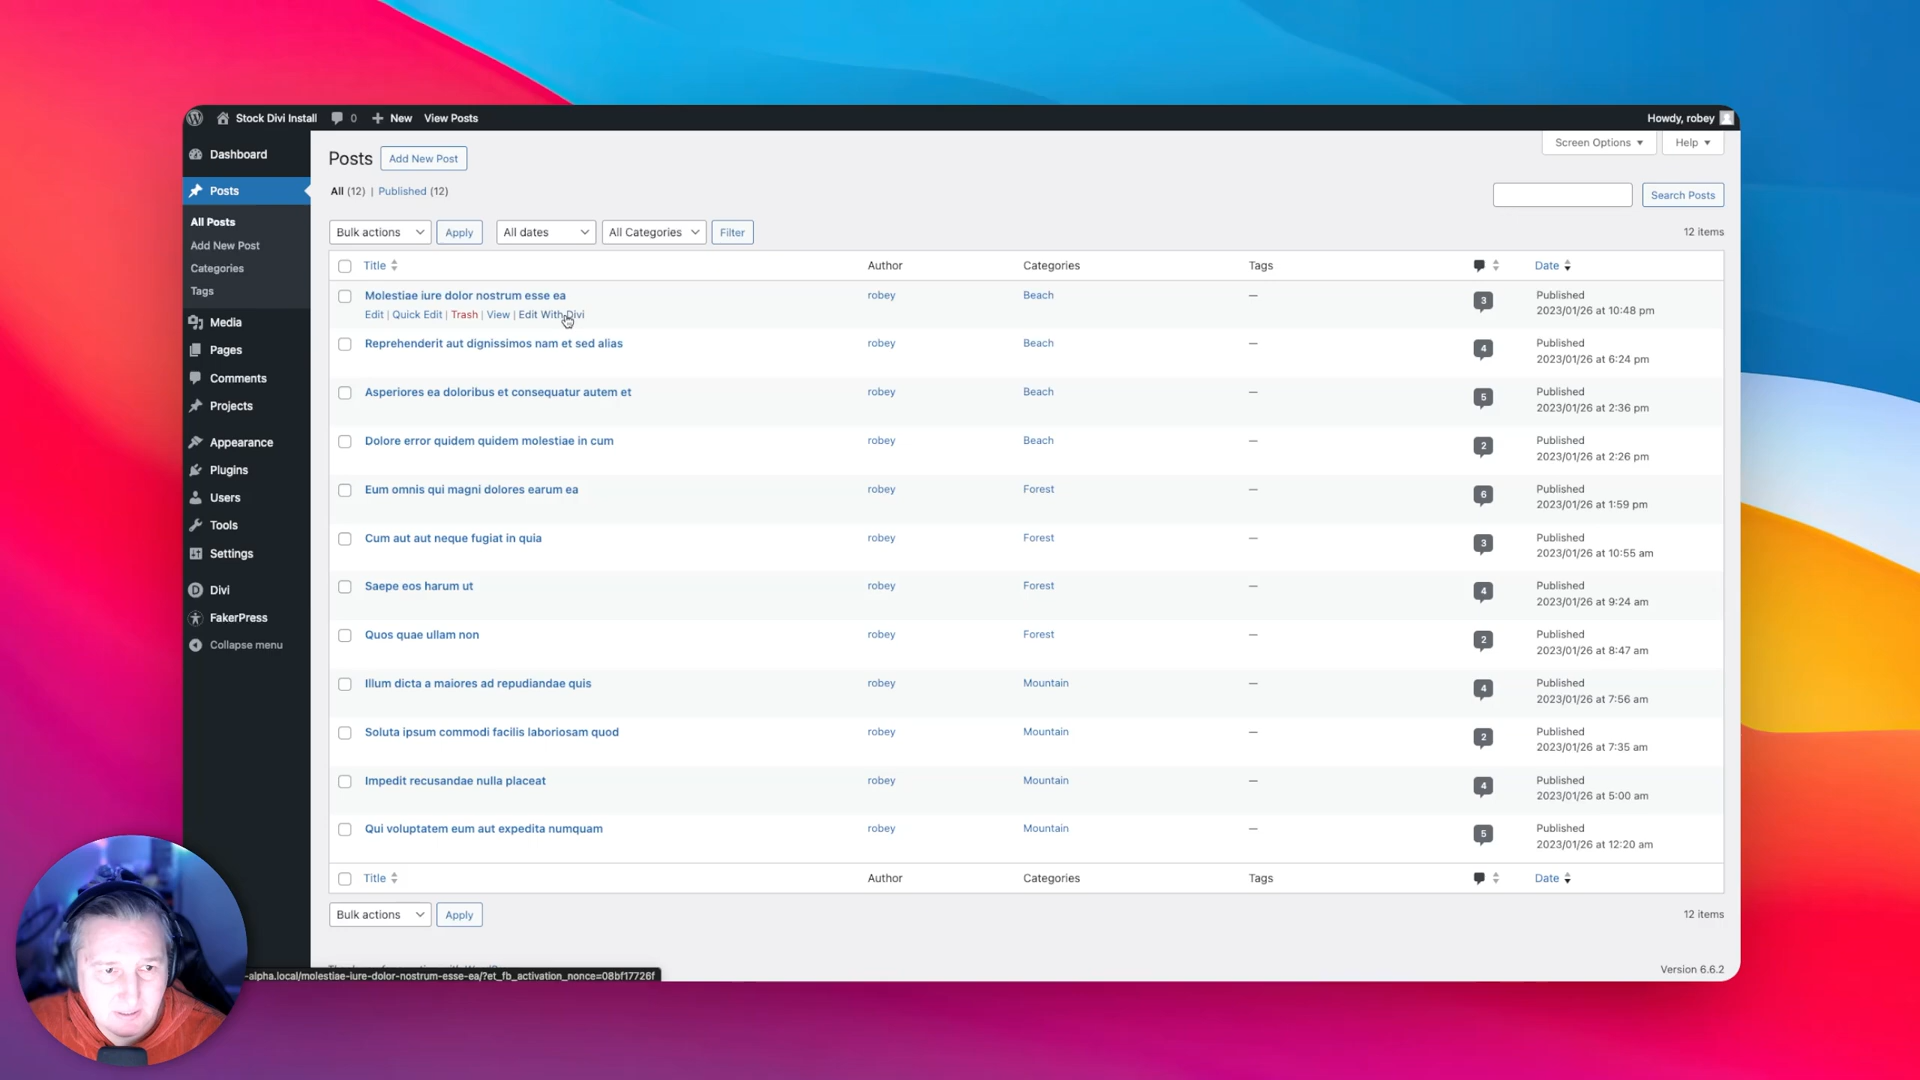 Stock Divi Install 0 New View Posts Howdy, robey
Dashboard
Posts
All Posts
Add New Post
Categories
Tags
Media
Pages
Comments
Projects
Appearance
Plugins
Users
Tools
Settings
Divi
FakerPress
Collapse menu
Posts Add New Post Screen Options Help
All (12) | Published (12)
Search Posts
Bulk actions Apply All dates All Categories Filter 12 items
Title Author Categories Tags Date
Molestiae iure dolor nostrum esse ea robey Beach — 3 Published
Edit | Quick Edit | Trash | View | Edit With Divi 2023/01/26 at 10:48 pm
Reprehenderit aut dignissimos nam et sed alias robey Beach — 4 Published
2023/01/26 at 6:24 pm
Asperiores ea doloribus et consequatur autem et robey Beach — 5 Published
2023/01/26 at 2:36 pm
Dolore error quidem quidem molestiae in cum robey Beach — 2 Published
2023/01/26 at 2:26 pm
Eum omnis qui magni dolores earum ea robey Forest — 6 Published
2023/01/26 at 1:59 pm
Cum aut aut neque fugiat in quia robey Forest — 3 Published
2023/01/26 at 10:55 am
Saepe eos harum ut robey Forest — 4 Published
2023/01/26 at 9:24 am
Quos quae ullam non robey Forest — 2 Published
2023/01/26 at 8:47 am
Illum dicta a maiores ad repudiandae quis robey Mountain — 4 Published
2023/01/26 at 7:56 am
Soluta ipsum commodi facilis laboriosam quod robey Mountain — 2 Published
2023/01/26 at 7:35 am
Impedit recusandae nulla placeat robey Mountain — 4 Published
2023/01/26 at 5:00 am
Qui voluptatem eum aut expedita numquam robey Mountain — 5 Published
2023/01/26 at 12:20 am
Title Author Categories Tags Date
Bulk actions Apply 12 items
Version 6.6.2
-alpha.local/molestiae-iure-dolor-nostrum-esse-ea/?et_fb_activation_nonce=08bf17726f